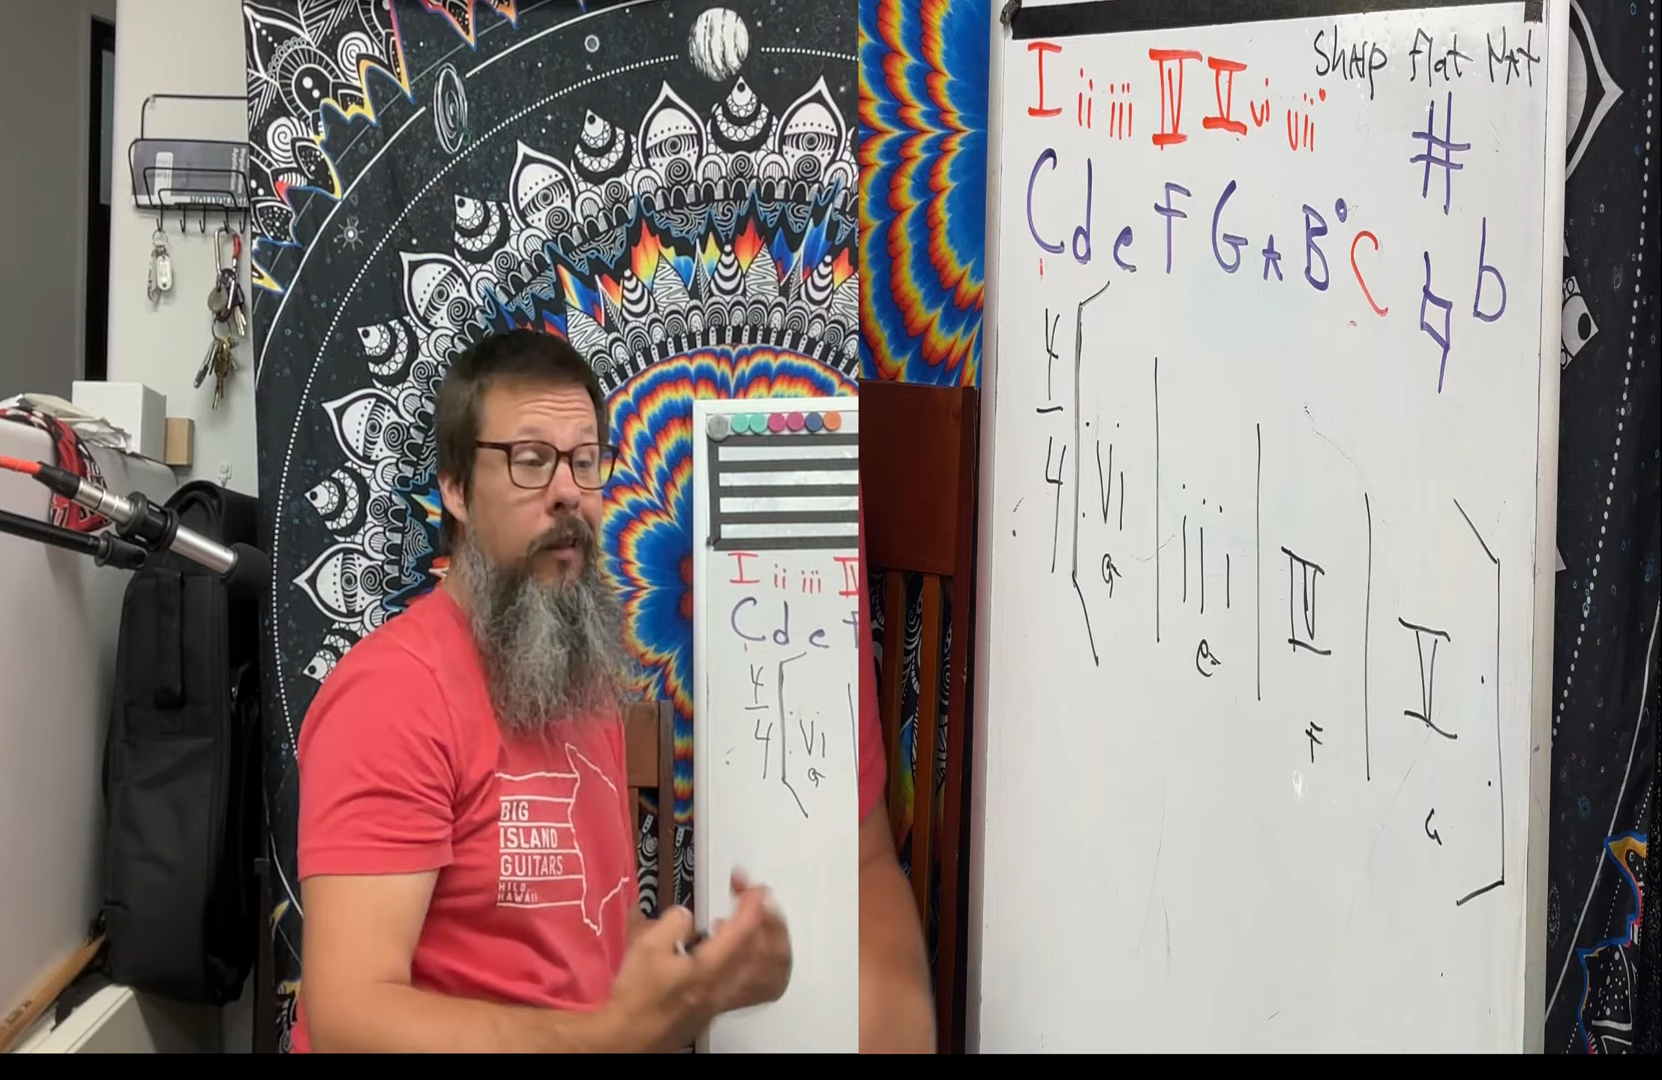 BIG
ISLAND
GUITARS
HILO,
HAWAII
I ii iii
C d e F
4
4
vi
a
Sharp flat NAT
I ii iii IV V vi vii°
#
C d e F G A B° C
♮ b
4
4
vi iii IV V
a e F G